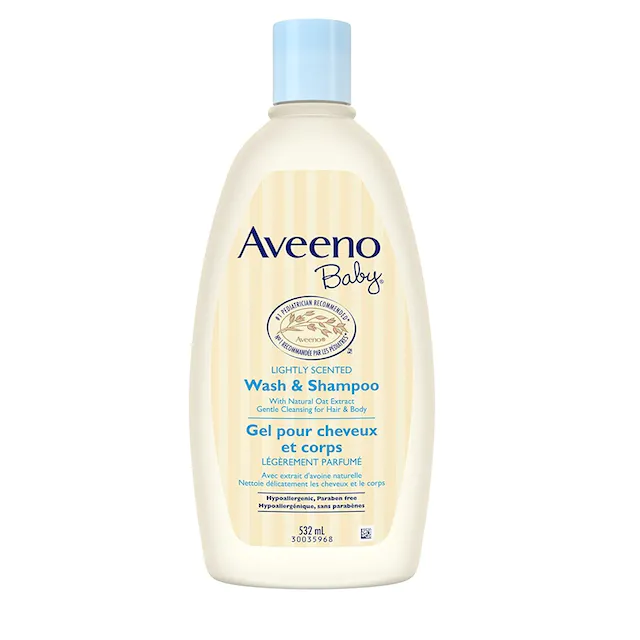 Aveeno
Baby®
#1 PEDIATRICIAN RECOMMENDED*
Aveeno®
Nº1 RECOMMANDÉE PAR LES PÉDIATRES*
LIGHTLY SCENTED
Wash & Shampoo
With Natural Oat Extract
Gentle Cleansing for Hair & Body
Gel pour cheveux
et corps
LÉGÈREMENT PARFUMÉ
Avec extrait d'avoine naturelle
Nettoie délicatement les cheveux et le corps
Hypoallergenic, Paraben free
Hypoallergénique, sans parabènes
532 mL
30035968